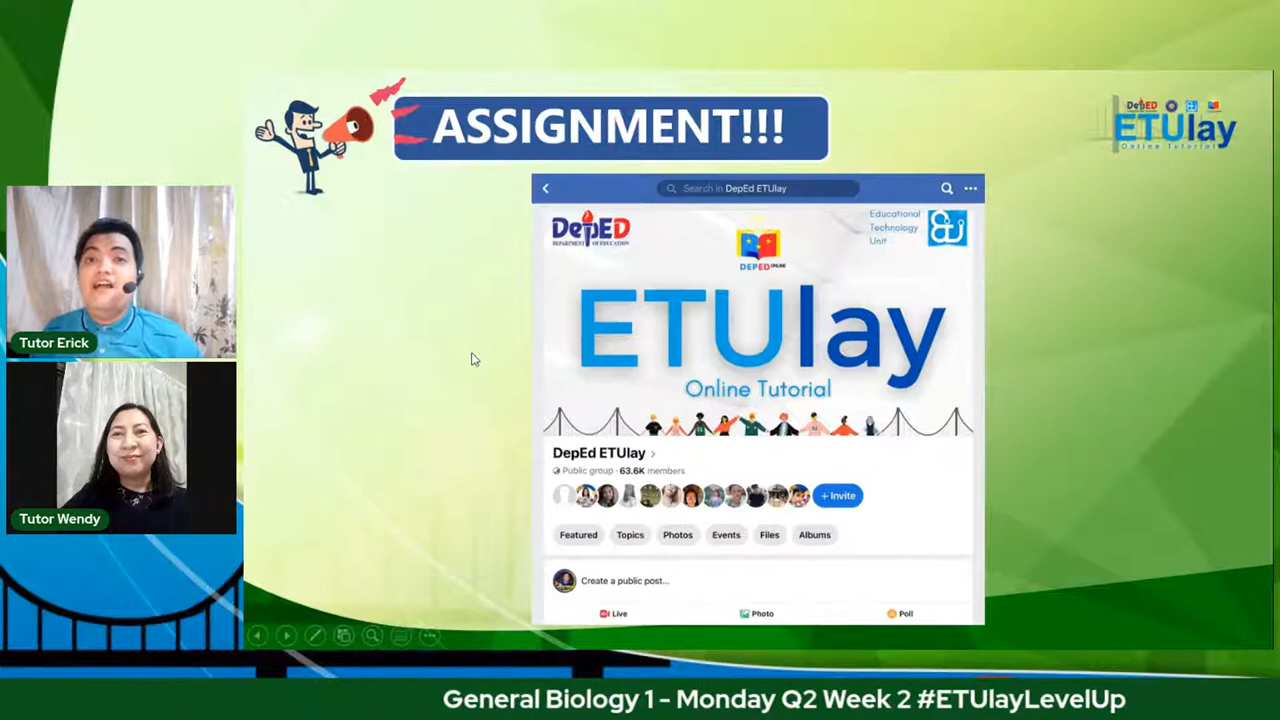 ASSIGNMENT!!!
DepED
ETUlay
Online Tutorial
Search in DepEd ETUlay
DepED
DEPARTMENT OF EDUCATION
DEPED ONLINE
Educational
Technology
Unit
ETUlay
Online Tutorial
DepEd ETUlay
Public group · 63.6K members
+ Invite
Featured
Topics
Photos
Events
Files
Albums
Create a public post...
Live
Photo
Poll
Tutor Erick
Tutor Wendy
General Biology 1 - Monday Q2 Week 2 #ETUlayLevelUp